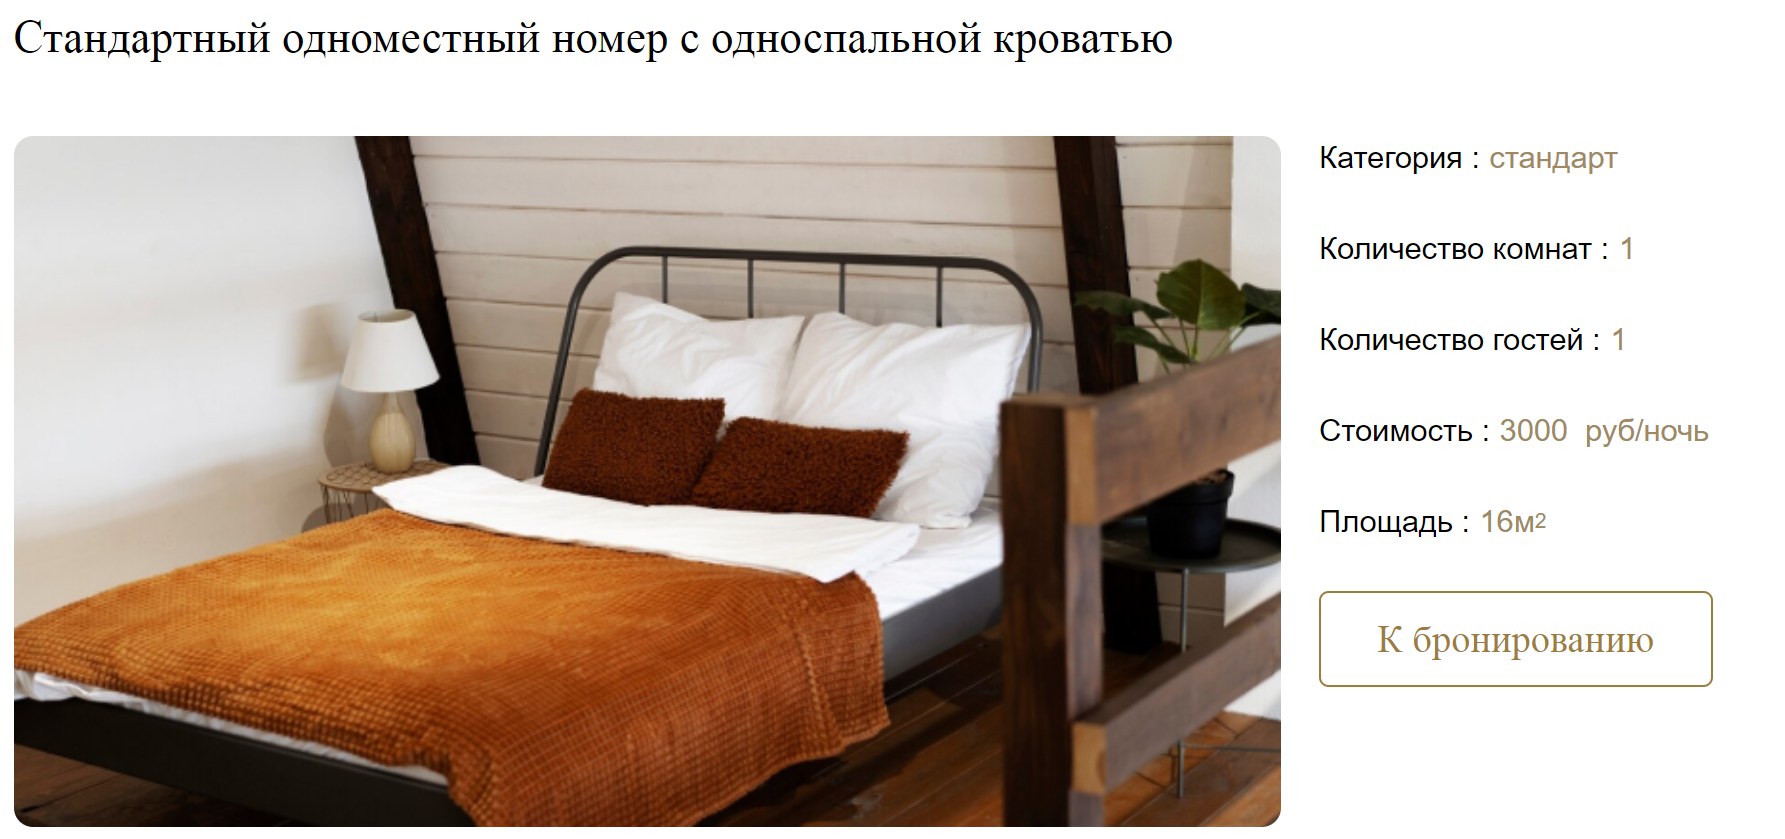 Стандартный одноместный номер с односпальной кроватью
Категория : стандарт
Количество комнат : 1
Количество гостей : 1
Стоимость : 3000 руб/ночь
Площадь : 16м2
К бронированию